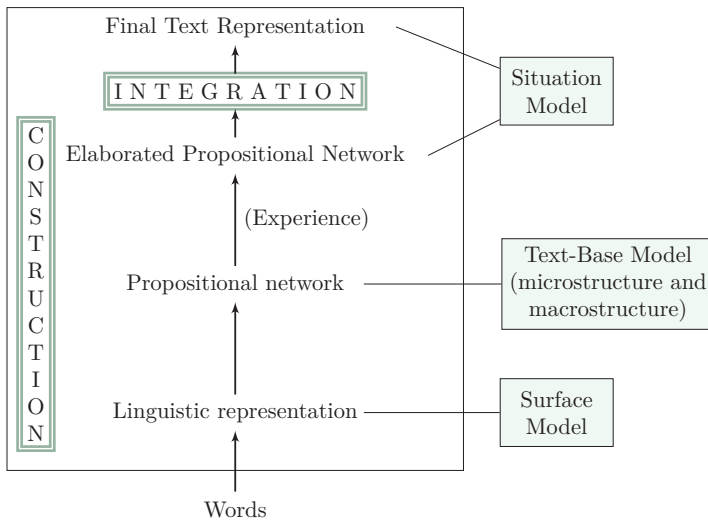 Final Text Representation
I N T E G R A T I O N
Situation
Model
C
O
N
S
T
R
U
C
T
I
O
N
Elaborated Propositional Network
(Experience)
Text-Base Model
(microstructure and
macrostructure)
Propositional network
Linguistic representation
Surface
Model
Words